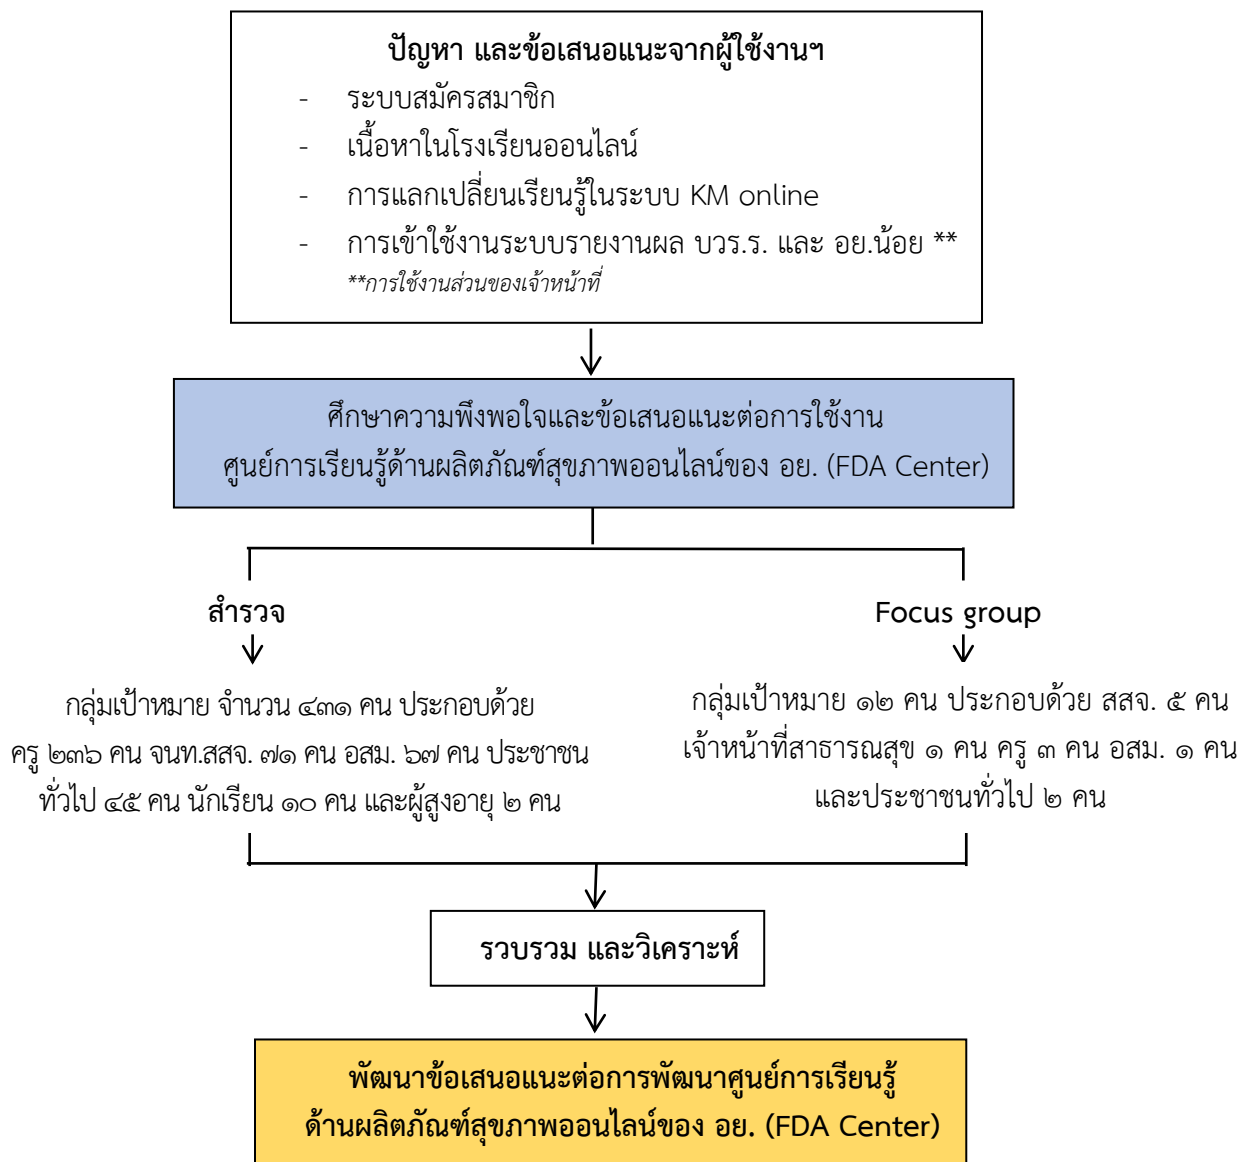 ปัญหา และข้อเสนอแนะจากผู้ใช้งานฯ
- ระบบสมัครสมาชิก
- เนื้อหาในโรงเรียนออนไลน์
- การแลกเปลี่ยนเรียนรู้ในระบบ KM online
- การเข้าใช้งานระบบรายงานผล บวร.ร. และ อย.น้อย **
**การใช้งานส่วนของเจ้าหน้าที่
ศึกษาความพึงพอใจและข้อเสนอแนะต่อการใช้งาน
ศูนย์การเรียนรู้ด้านผลิตภัณฑ์สุขภาพออนไลน์ของ อย. (FDA Center)
สำรวจ
กลุ่มเป้าหมาย จำนวน ๔๓๑ คน ประกอบด้วย
ครู ๒๓๖ คน จนท.สสจ. ๗๑ คน อสม. ๖๗ คน ประชาชน
ทั่วไป ๔๕ คน นักเรียน ๑๐ คน และผู้สูงอายุ ๒ คน
Focus group
กลุ่มเป้าหมาย ๑๒ คน ประกอบด้วย สสจ. ๕ คน
เจ้าหน้าที่สาธารณสุข ๑ คน ครู ๓ คน อสม. ๑ คน
และประชาชนทั่วไป ๒ คน
รวบรวม และวิเคราะห์
พัฒนาข้อเสนอแนะต่อการพัฒนาศูนย์การเรียนรู้
ด้านผลิตภัณฑ์สุขภาพออนไลน์ของ อย. (FDA Center)